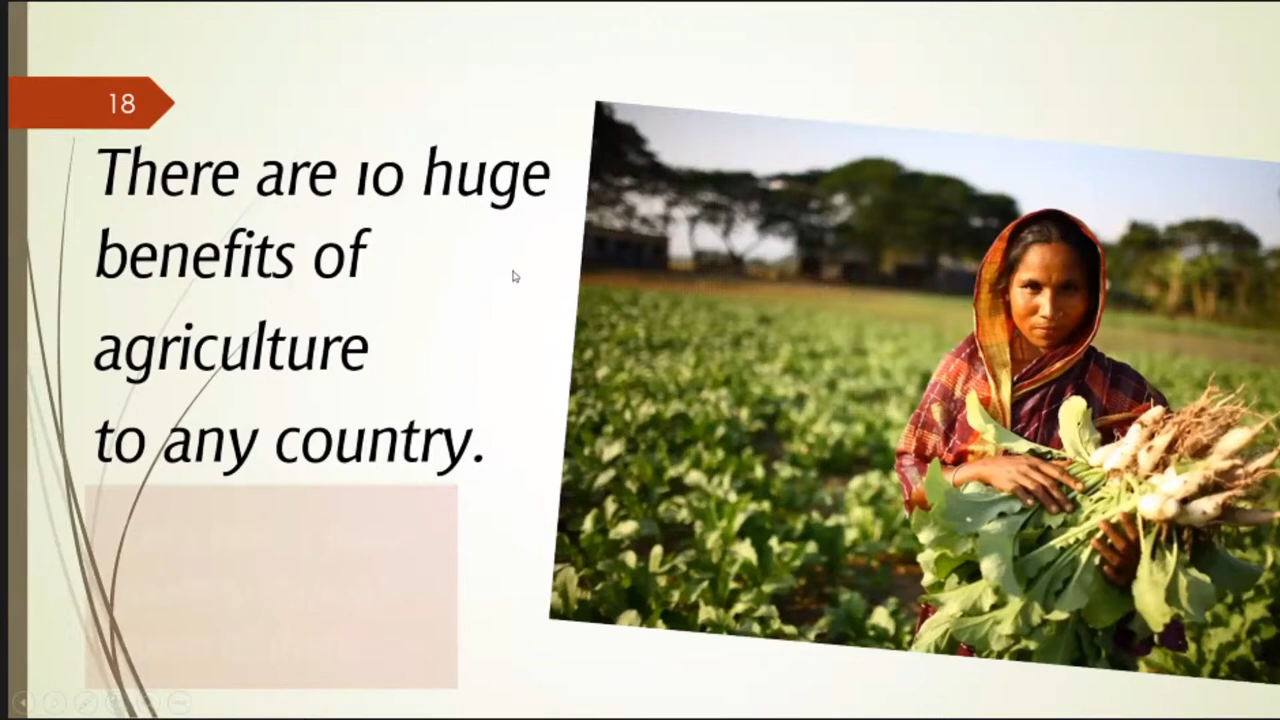 18
There are 10 huge
benefits of
agriculture
to any country.